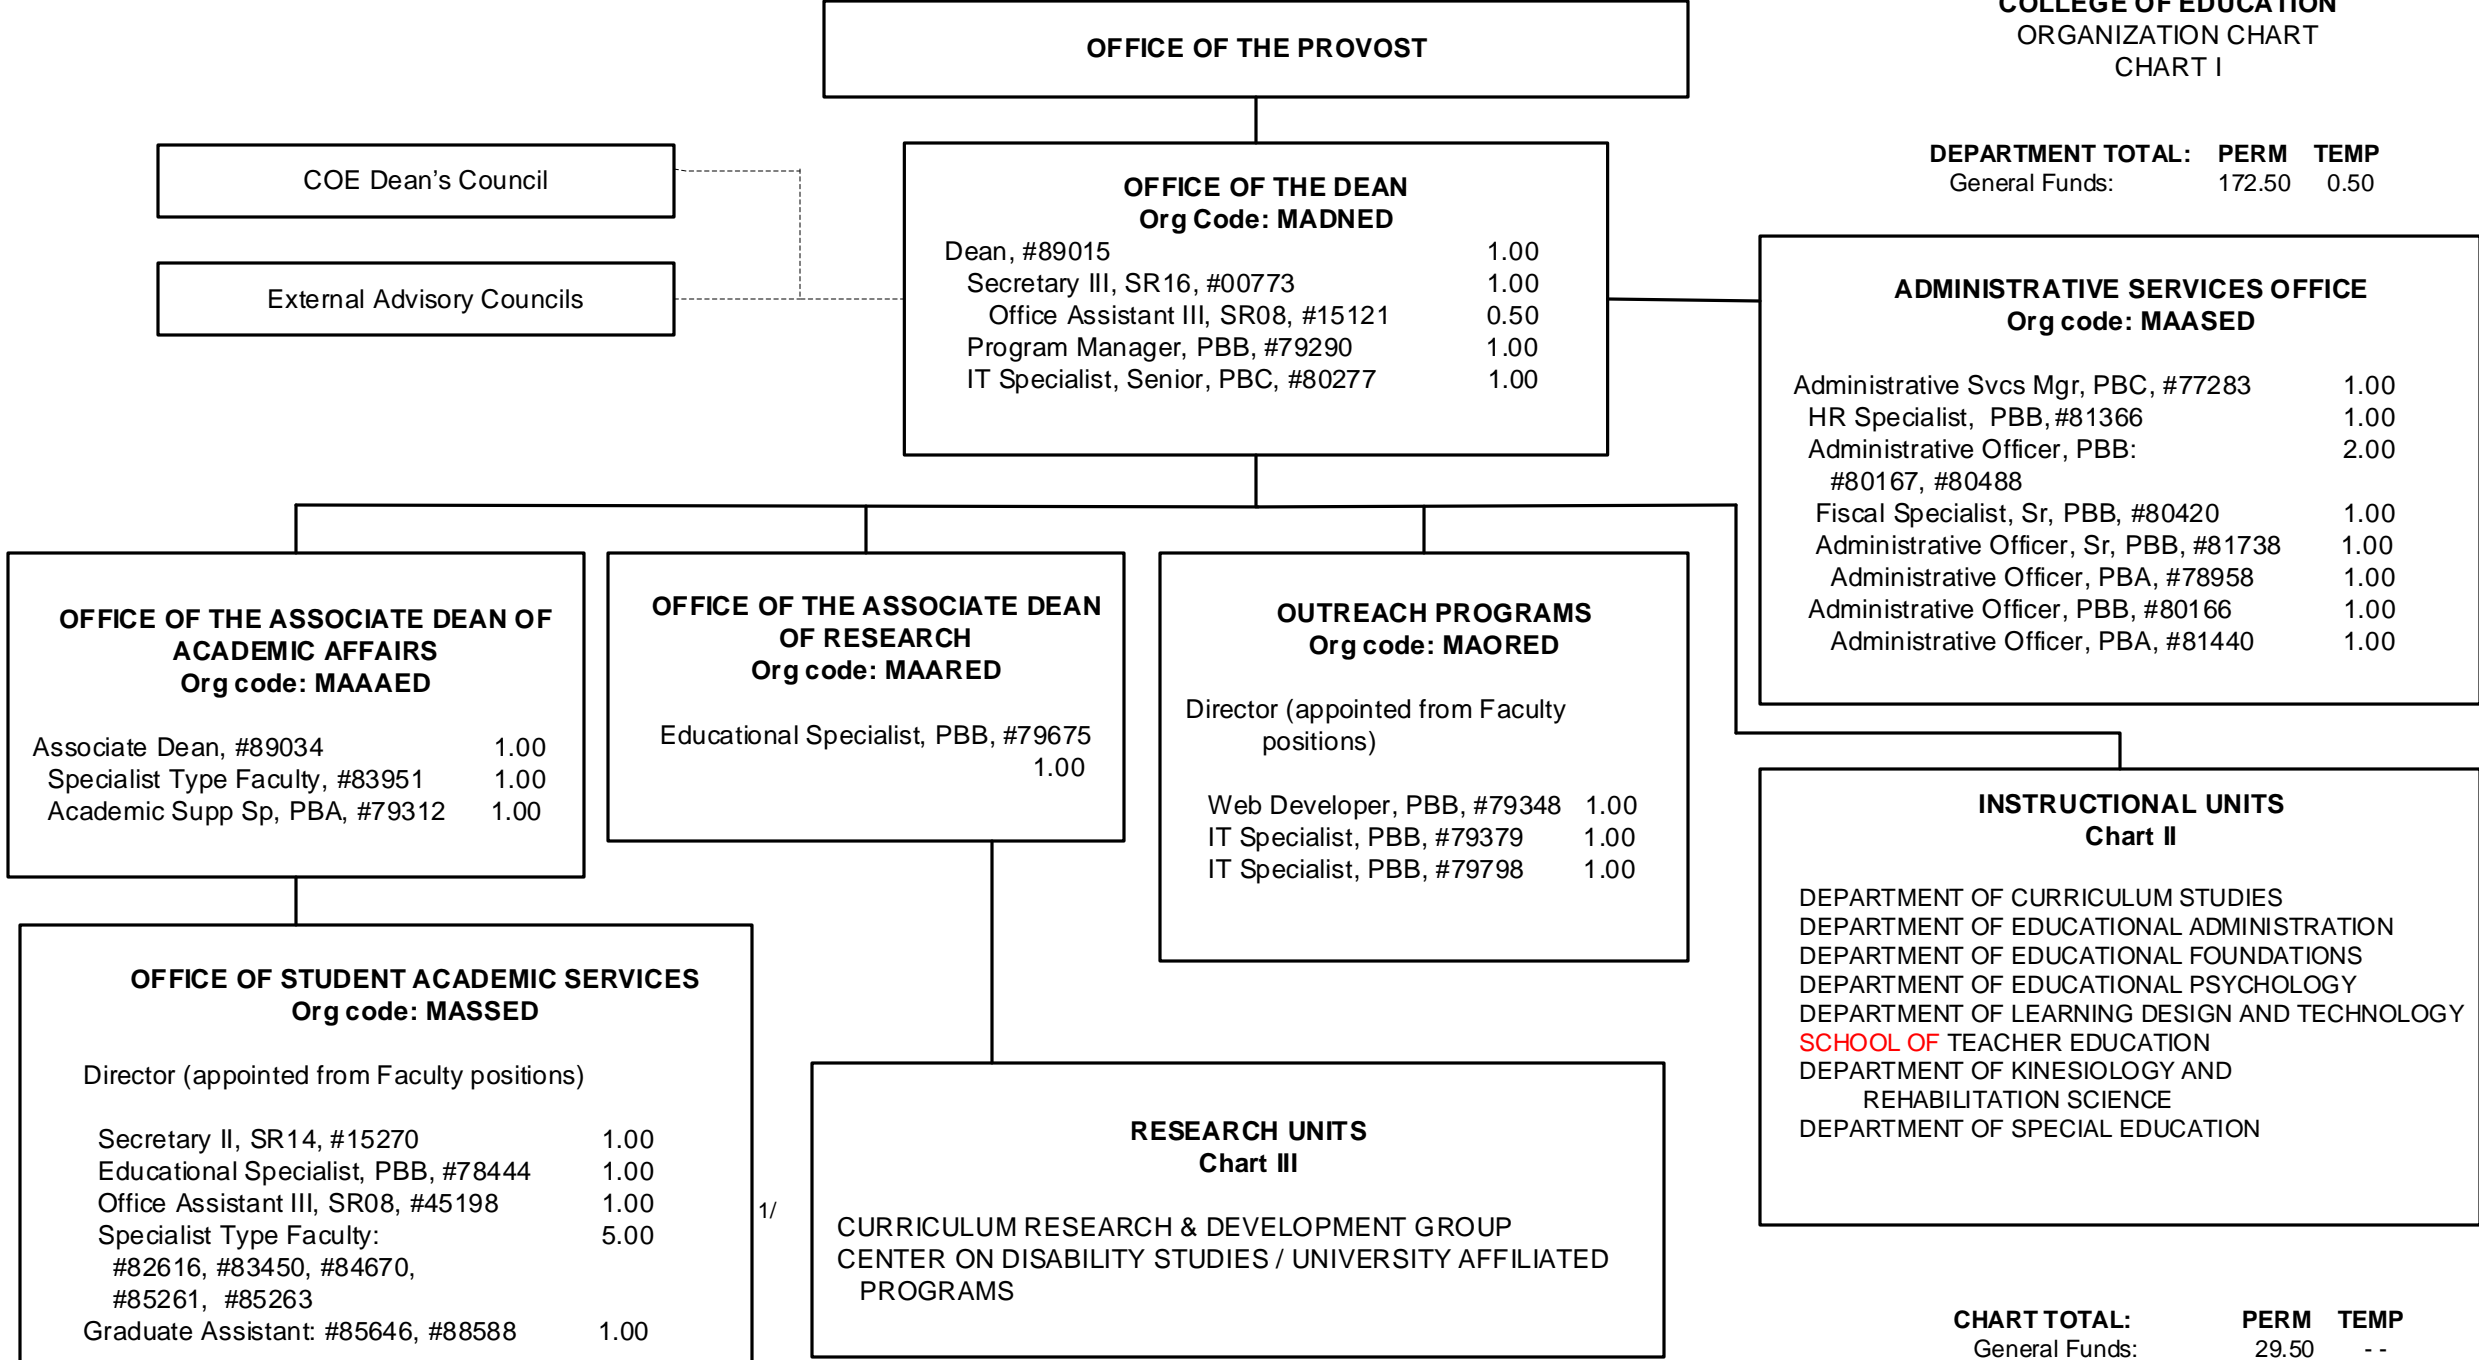 COLLEGE OF EDUCATION
ORGANIZATION CHART
CHART I
OFFICE OF THE PROVOST
DEPARTMENT TOTAL: PERM TEMP
General Funds: 172.50 0.50
COE Dean's Council
External Advisory Councils
OFFICE OF THE DEAN
Org Code: MADNED
Dean, #89015 1.00
Secretary III, SR16, #00773 1.00
Office Assistant III, SR08, #15121 0.50
Program Manager, PBB, #79290 1.00
IT Specialist, Senior, PBC, #80277 1.00
ADMINISTRATIVE SERVICES OFFICE
Org code: MAASED
Administrative Svcs Mgr, PBC, #77283 1.00
HR Specialist, PBB, #81366 1.00
Administrative Officer, PBB: 2.00
#80167, #80488
Fiscal Specialist, Sr, PBB, #80420 1.00
Administrative Officer, Sr, PBB, #81738 1.00
Administrative Officer, PBA, #78958 1.00
Administrative Officer, PBB, #80166 1.00
Administrative Officer, PBA, #81440 1.00
OFFICE OF THE ASSOCIATE DEAN OF
ACADEMIC AFFAIRS
Org code: MAAAED
Associate Dean, #89034 1.00
Specialist Type Faculty, #83951 1.00
Academic Supp Sp, PBA, #79312 1.00
OFFICE OF THE ASSOCIATE DEAN
OF RESEARCH
Org code: MAARED
Educational Specialist, PBB, #79675
1.00
OUTREACH PROGRAMS
Org code: MAORED
Director (appointed from Faculty
positions)
Web Developer, PBB, #79348 1.00
IT Specialist, PBB, #79379 1.00
IT Specialist, PBB, #79798 1.00
INSTRUCTIONAL UNITS
Chart II
DEPARTMENT OF CURRICULUM STUDIES
DEPARTMENT OF EDUCATIONAL ADMINISTRATION
DEPARTMENT OF EDUCATIONAL FOUNDATIONS
DEPARTMENT OF EDUCATIONAL PSYCHOLOGY
DEPARTMENT OF LEARNING DESIGN AND TECHNOLOGY
SCHOOL OF TEACHER EDUCATION
DEPARTMENT OF KINESIOLOGY AND
REHABILITATION SCIENCE
DEPARTMENT OF SPECIAL EDUCATION
OFFICE OF STUDENT ACADEMIC SERVICES
Org code: MASSED
Director (appointed from Faculty positions)
Secretary II, SR14, #15270 1.00
Educational Specialist, PBB, #78444 1.00
Office Assistant III, SR08, #45198 1.00 1/
Specialist Type Faculty: 5.00
#82616, #83450, #84670,
#85261, #85263
Graduate Assistant: #85646, #88588 1.00
RESEARCH UNITS
Chart III
CURRICULUM RESEARCH & DEVELOPMENT GROUP
CENTER ON DISABILITY STUDIES / UNIVERSITY AFFILIATED
PROGRAMS
CHART TOTAL: PERM TEMP
General Funds: 29.50 - -